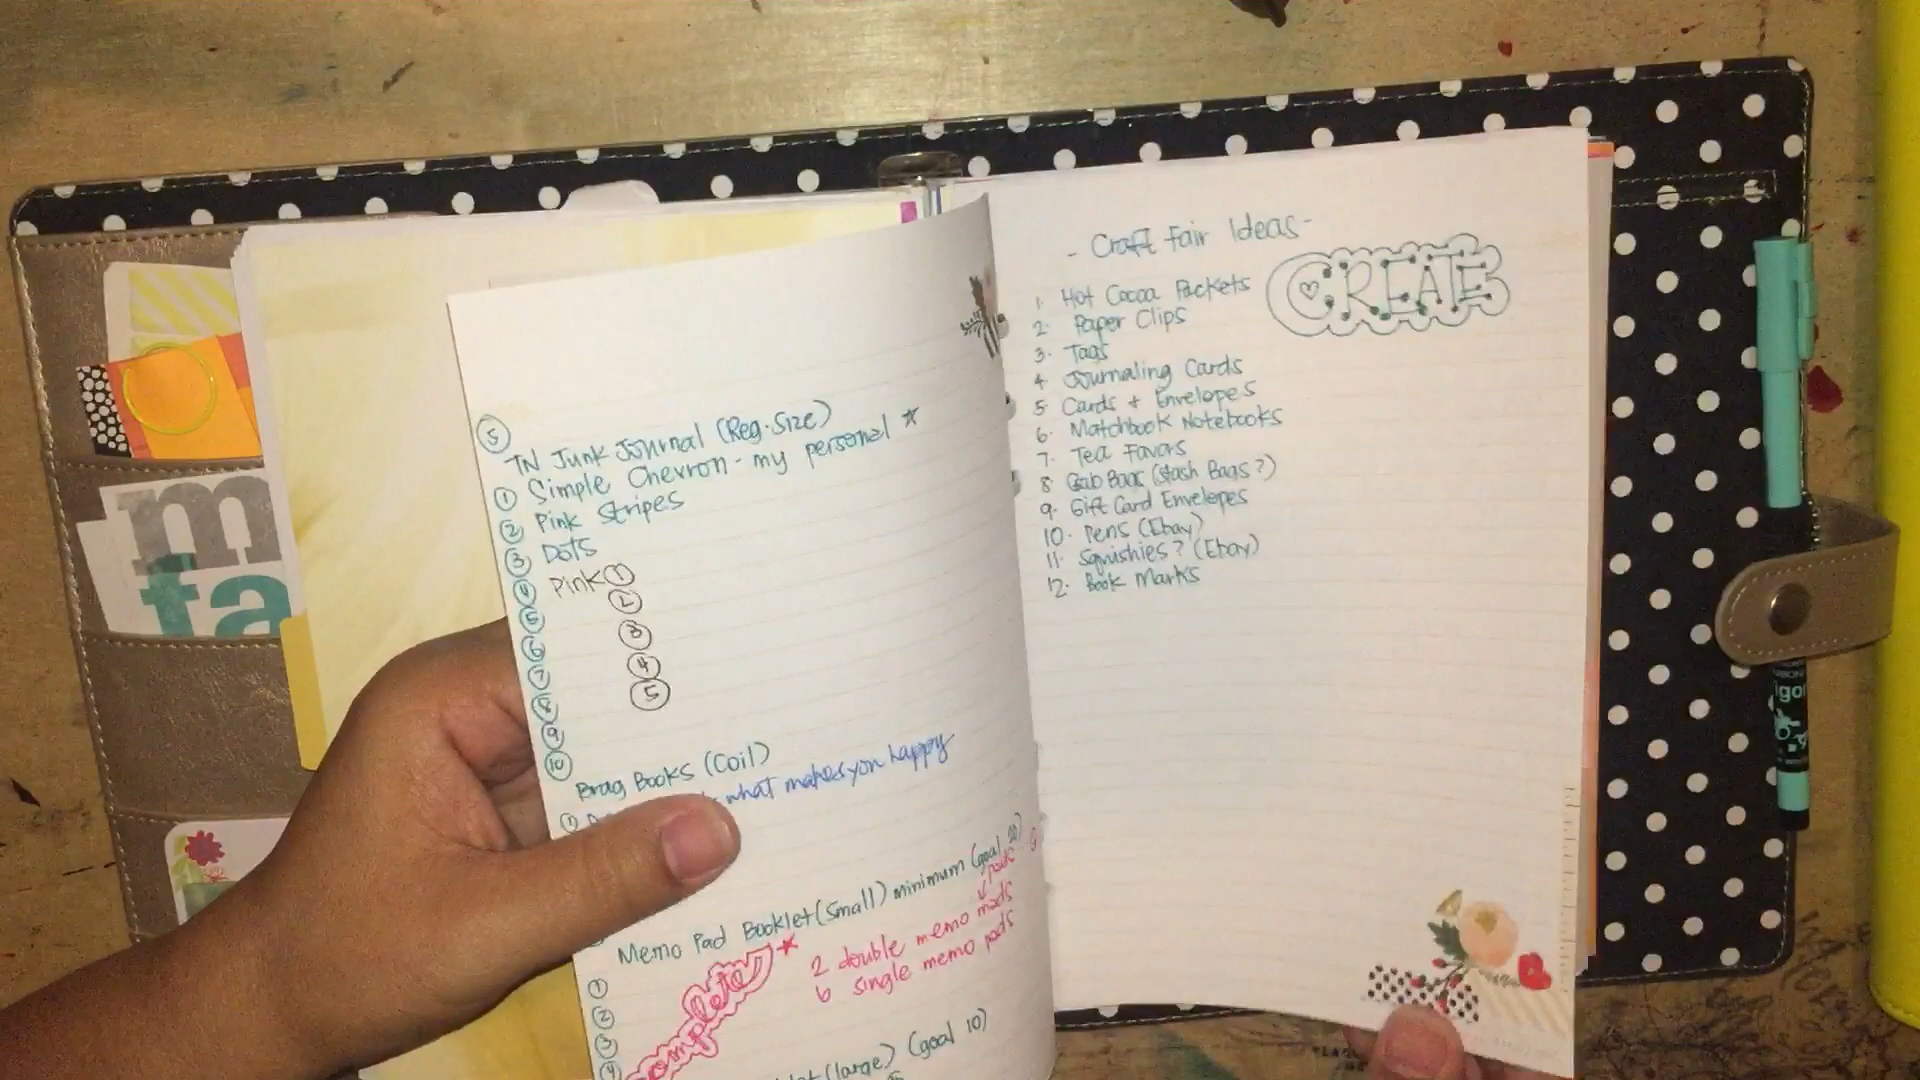 5
TN Junk Journal (Reg. Size)
1 Simple Chevron - my personal
2 Pink Stripes
3 Dots
4 Pink 1
5 2
6 3
7 4
8 5
9
10
Brag Books (Coil)
1 what makes you happy
Memo Pad Booklet (small) minimum (goal 20)
pads
2 double memo pads
6 single memo pads
complete
1
2
3
4
(large) (goal 10)
- Craft Fair Ideas -
CREATE
1. Hot Cocoa Packets
2. Paper Clips
3. Tags
4. Journaling Cards
5. Cards + Envelopes
6. Matchbook Notebooks
7. Tea Favors
8. Grab Bags (Stash Bags?)
9. Gift Card Envelopes
10. Pens (Ebay)
11. Squishies? (Ebay)
12. Book Marks
m
ta